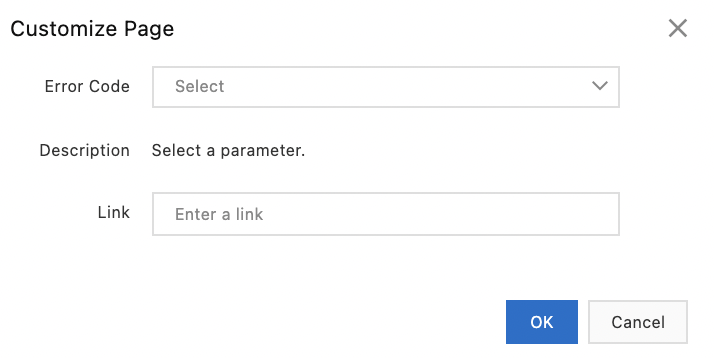 Customize Page
Error Code Select
Description Select a parameter.
Link Enter a link
OK Cancel